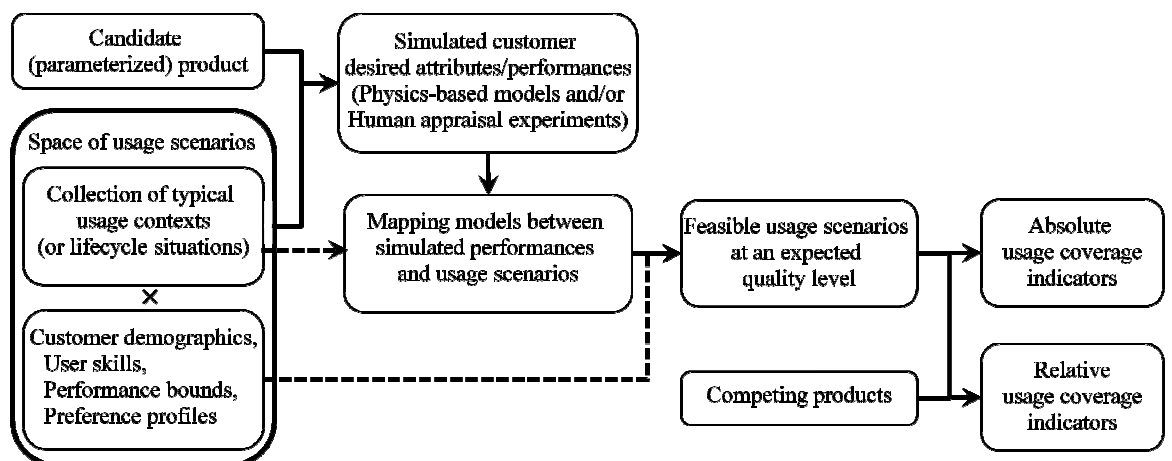 Candidate
(parameterized) product
Simulated customer
desired attributes/performances
(Physics-based models and/or
Human appraisal experiments)
Space of usage scenarios
Collection of typical
usage contexts
(or lifecycle situations)
×
Customer demographics,
User skills,
Performance bounds,
Preference profiles
Mapping models between
simulated performances
and usage scenarios
Feasible usage scenarios
at an expected
quality level
Competing products
Absolute
usage coverage
indicators
Relative
usage coverage
indicators